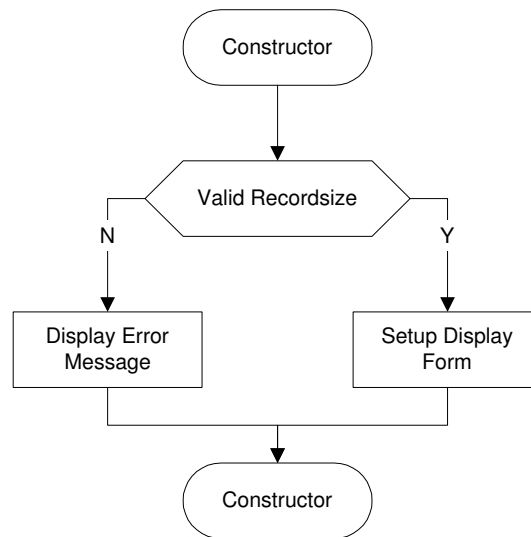 Constructor
Valid Recordsize
N
Y
Display Error
Message
Setup Display
Form
Constructor